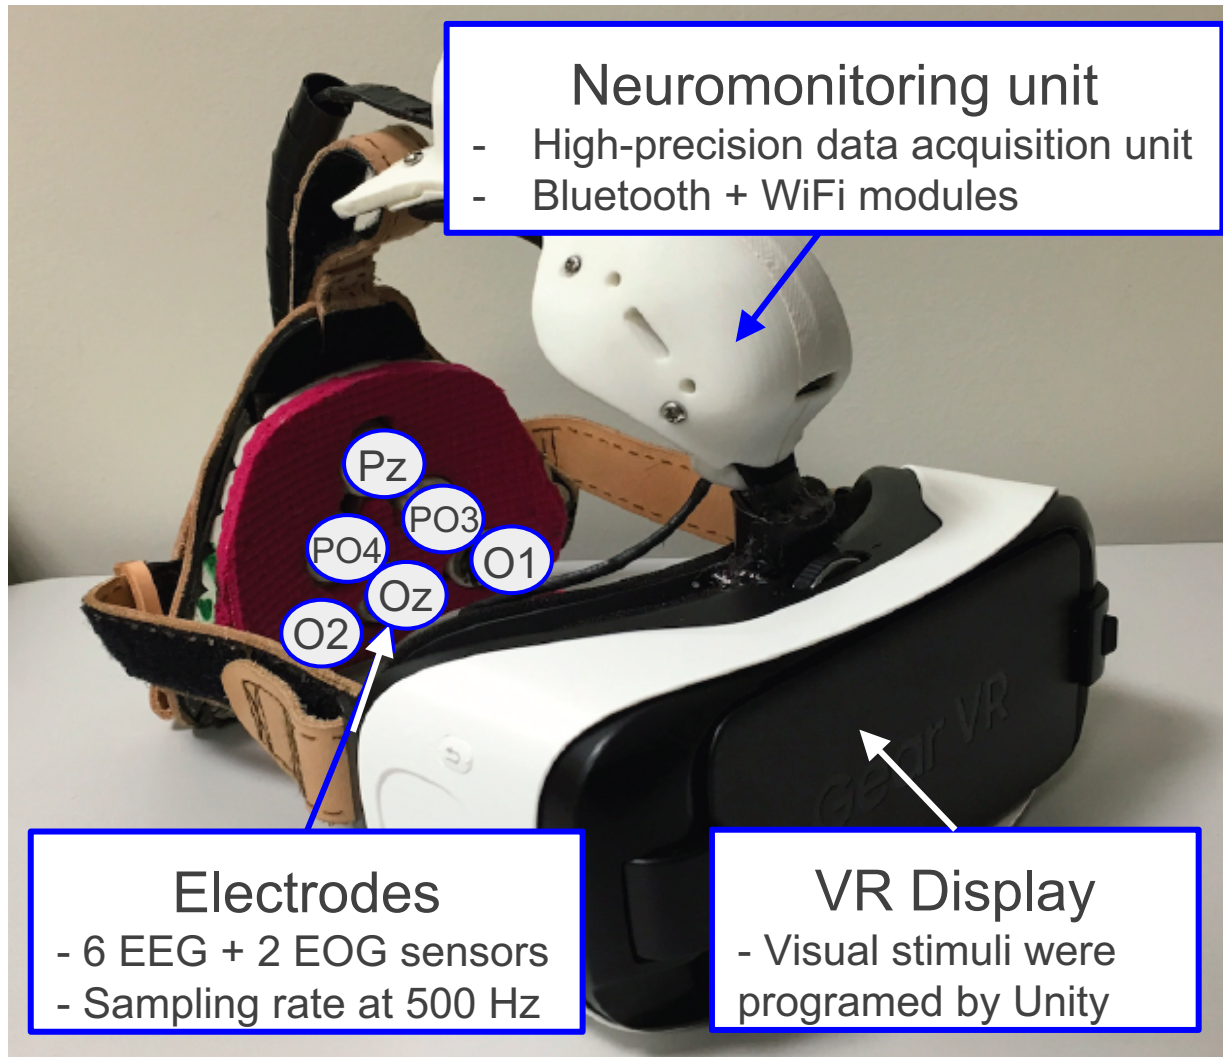 Neuromonitoring unit
- High-precision data acquisition unit
- Bluetooth + WiFi modules
Pz
PO3
PO4
O1
Oz
O2
Gear VR
Electrodes
- 6 EEG + 2 EOG sensors
- Sampling rate at 500 Hz
VR Display
- Visual stimuli were
programed by Unity